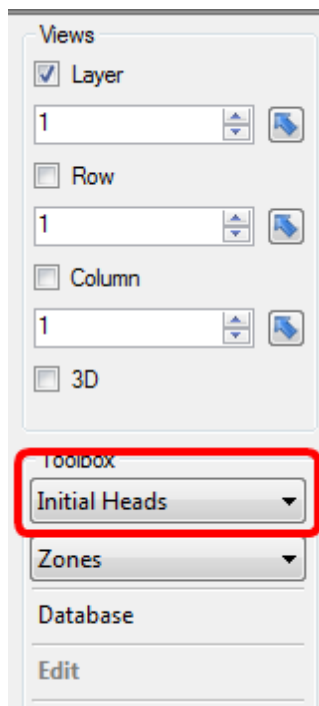 Views
Layer
1
Row
1
Column
1
3D
Toolbox
Initial Heads
Zones
Database
Edit